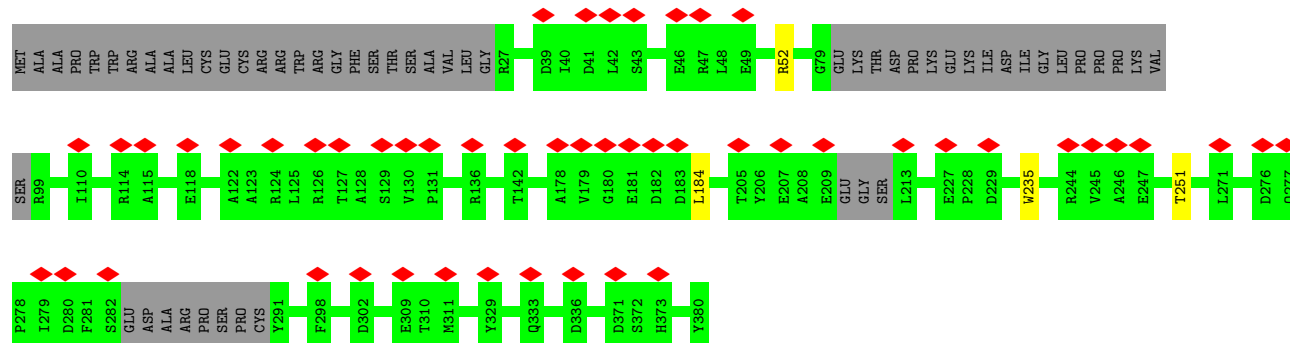 MET ALA ALA PRO TRP TRP ARG ALA ALA LEU CYS GLU CYS ARG ARG TRP ARG GLY PHE SER THR SER ALA VAL LEU GLY R27 D39 I40 D41 L42 S43 E46 R47 L48 E49 R52 G79 GLU LYS THR ASP PRO LYS GLU LYS ILE ASP ILE GLY LEU PRO PRO PRO LYS VAL
SER R99 I110 R114 A115 E118 A122 A123 R124 L125 R126 T127 A128 S129 V130 P131 R136 T142 A178 V179 G180 E181 D182 D183 L184 T205 Y206 E207 A208 E209 GLU GLY SER L213 E227 P228 D229 W235 R244 V245 A246 E247 T251 L271 D276
P278 I279 D280 F281 S282 GLU ASP ALA ARG PRO SER PRO CYS Y291 F298 D302 E309 T310 M311 Y329 Q333 D336 D371 S372 H373 Y380